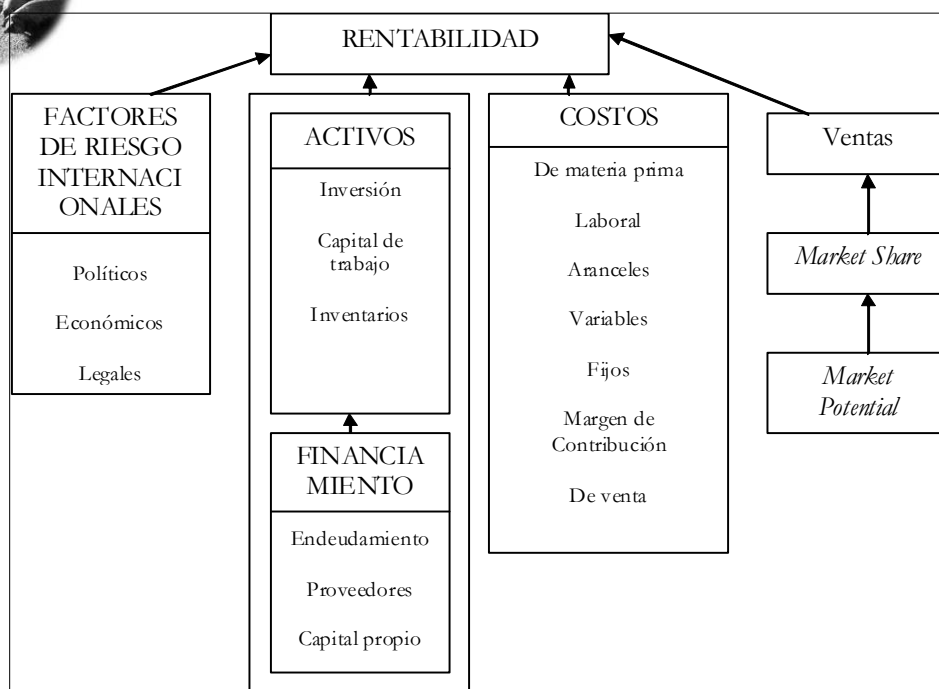 RENTABILIDAD
FACTORES
DE RIESGO
INTERNACI
ONALES
Políticos
Económicos
Legales
ACTIVOS
Inversión
Capital de
trabajo
Inventarios
FINANCIA
MIENTO
Endeudamiento
Proveedores
Capital propio
COSTOS
De materia prima
Laboral
Aranceles
Variables
Fijos
Margen de
Contribución
De venta
Ventas
Market Share
Market
Potential